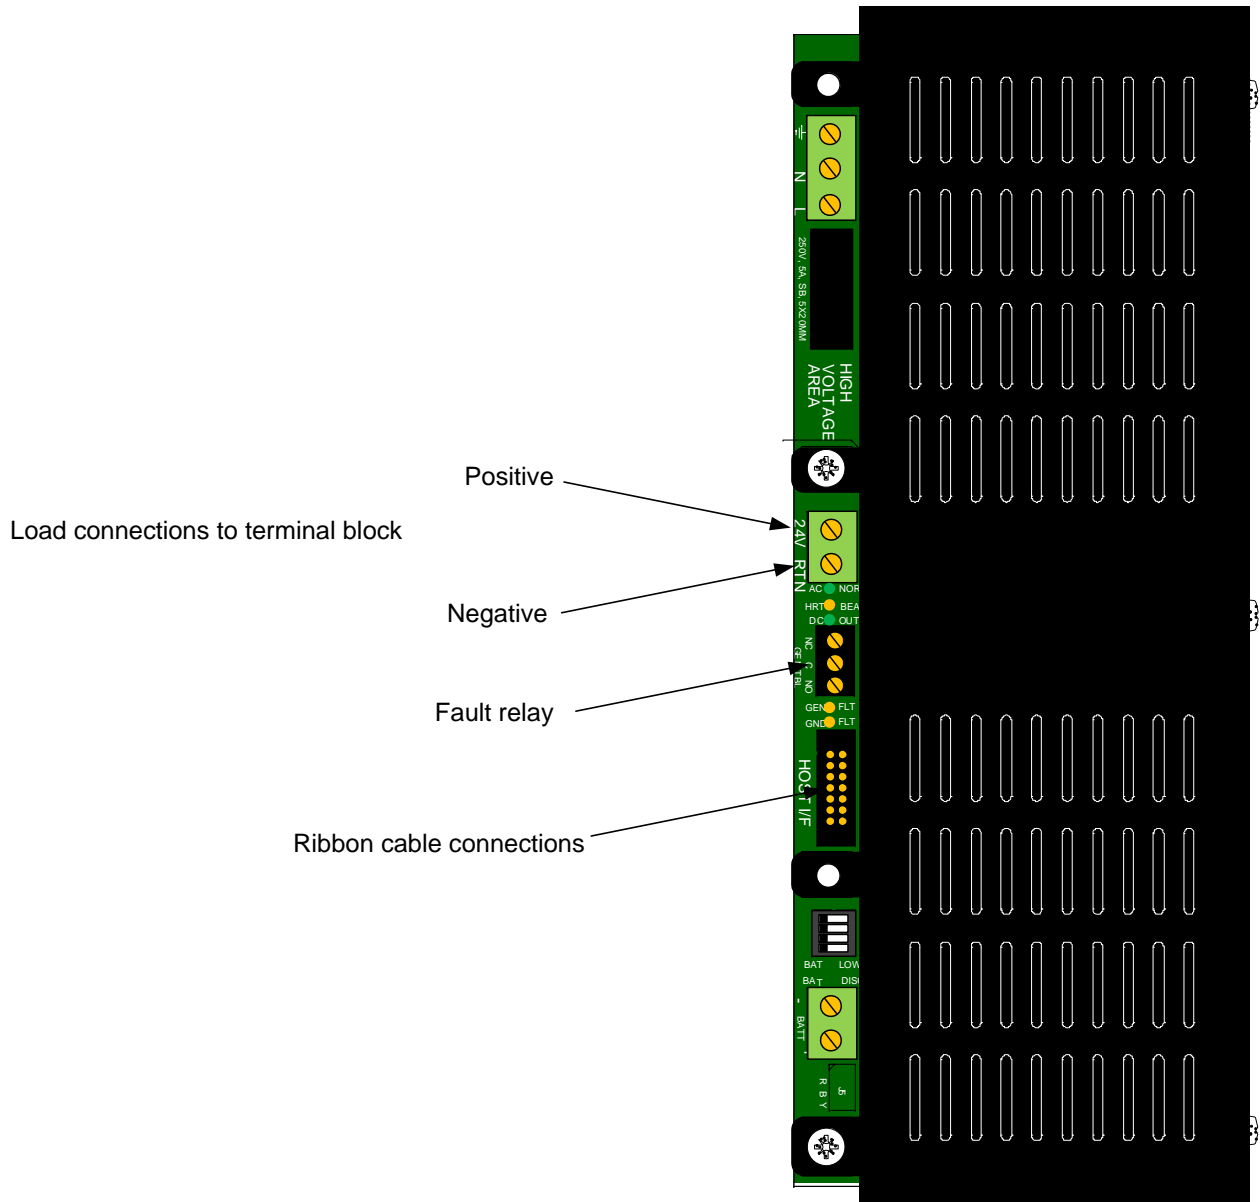 N
L
250V, 5A, SB, 5X20MM
HIGH
VOLTAGE
AREA
Positive
Load connections to terminal block
24V RTN
Negative
AC NOR
HRT BEA
DC OUT
NC
C
NO
Fault relay
GEN FLT
GND FLT
HOST I/F
Ribbon cable connections
BAT LOW
BAT DISC
-
BATT
J5
R B Y